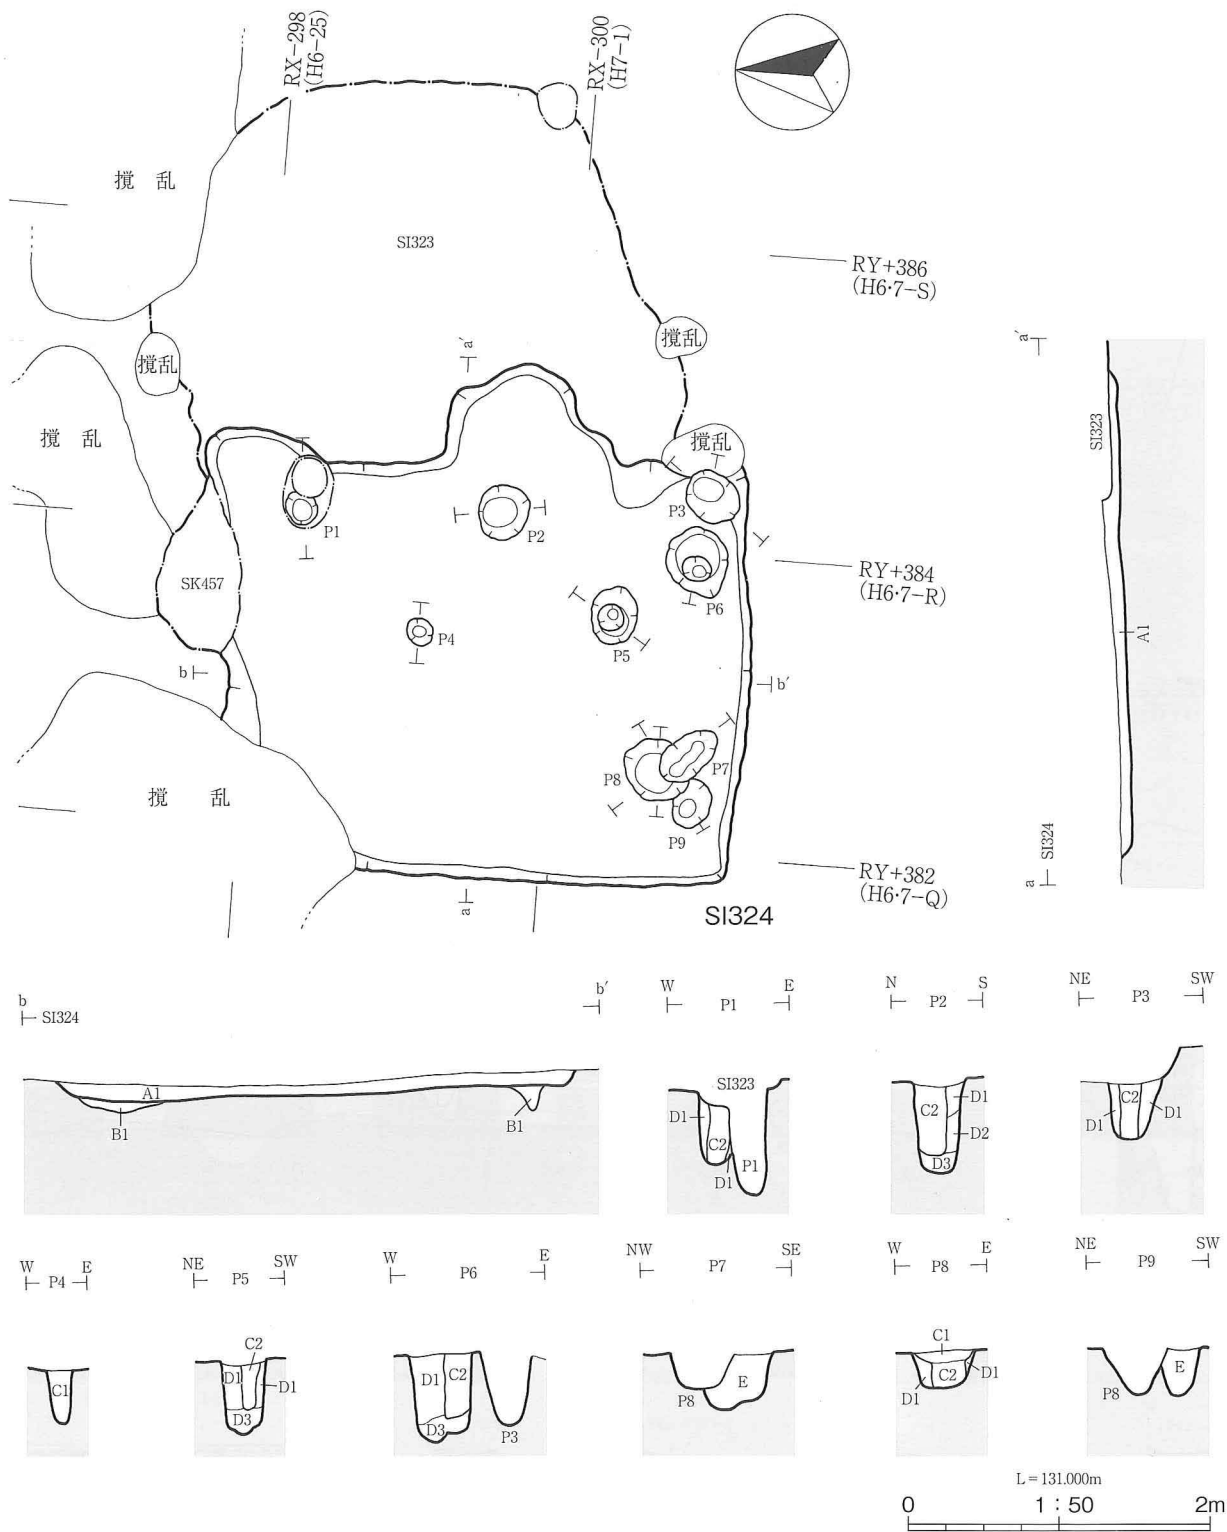 RX-298
(H6-25)
RX-300
(H7-1)
撹 乱
SI323
RY+386
(H6・7-S)
撹乱
撹乱
a′
a′
撹 乱
撹乱
SI323
P1
P2
P3
RY+384
(H6・7-R)
SK457
P6
P4
P5
A1
b
b′
撹 乱
P8
P7
P9
SI324
RY+382
(H6・7-Q)
a
a
SI324
b
SI324
b′
W P1 E
N P2 S
NE P3 SW
A1
B1
B1
SI323
D1
C2
D1
P1
C2
D1
D2
D3
D1
C2
D1
W P4 E
NE P5 SW
W P6 E
NW P7 SE
W P8 E
NE P9 SW
C1
C2
D1
D1
D3
D1
C2
D3
P3
P8
E
C1
D1
C2
D1
P8
E
L=131.000m
0 1:50 2m